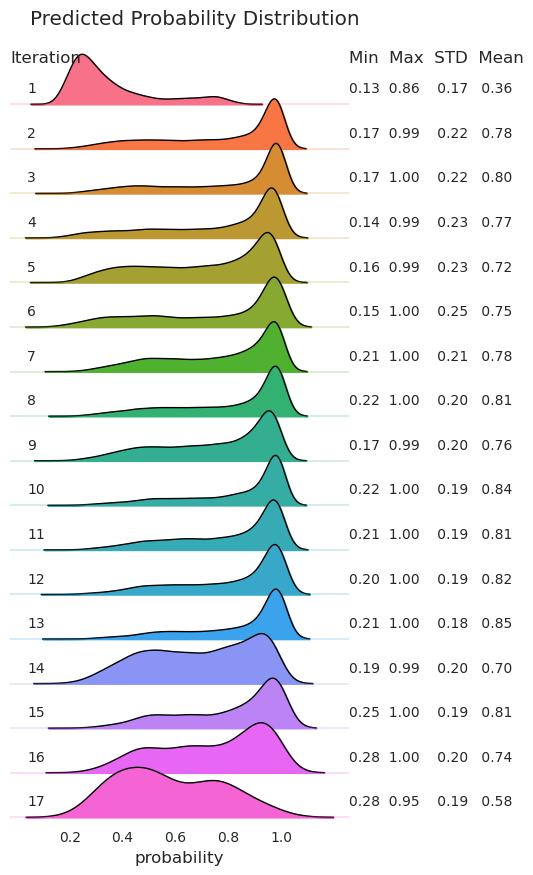 Predicted Probability Distribution
Iteration Min Max STD Mean
1 0.13 0.86 0.17 0.36
2 0.17 0.99 0.22 0.78
3 0.17 1.00 0.22 0.80
4 0.14 0.99 0.23 0.77
5 0.16 0.99 0.23 0.72
6 0.15 1.00 0.25 0.75
7 0.21 1.00 0.21 0.78
8 0.22 1.00 0.20 0.81
9 0.17 0.99 0.20 0.76
10 0.22 1.00 0.19 0.84
11 0.21 1.00 0.19 0.81
12 0.20 1.00 0.19 0.82
13 0.21 1.00 0.18 0.85
14 0.19 0.99 0.20 0.70
15 0.25 1.00 0.19 0.81
16 0.28 1.00 0.20 0.74
17 0.28 0.95 0.19 0.58
0.2 0.4 0.6 0.8 1.0
probability